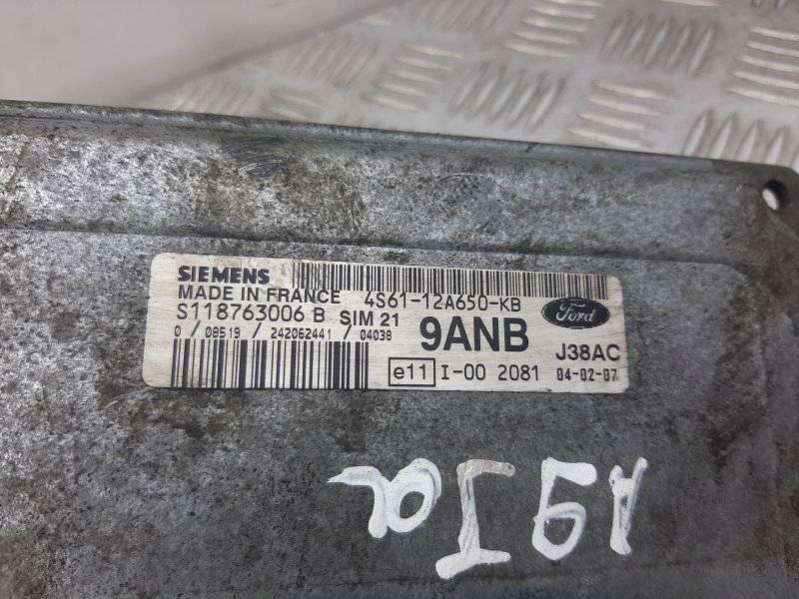 SIEMENS
MADE IN FRANCE 4S61-12A650-KB
S118763006 B SIM 21 9ANB Ford J38AC
0 / 08519 / 242062441 / 04038
e11 I-00 2081 04-02-07